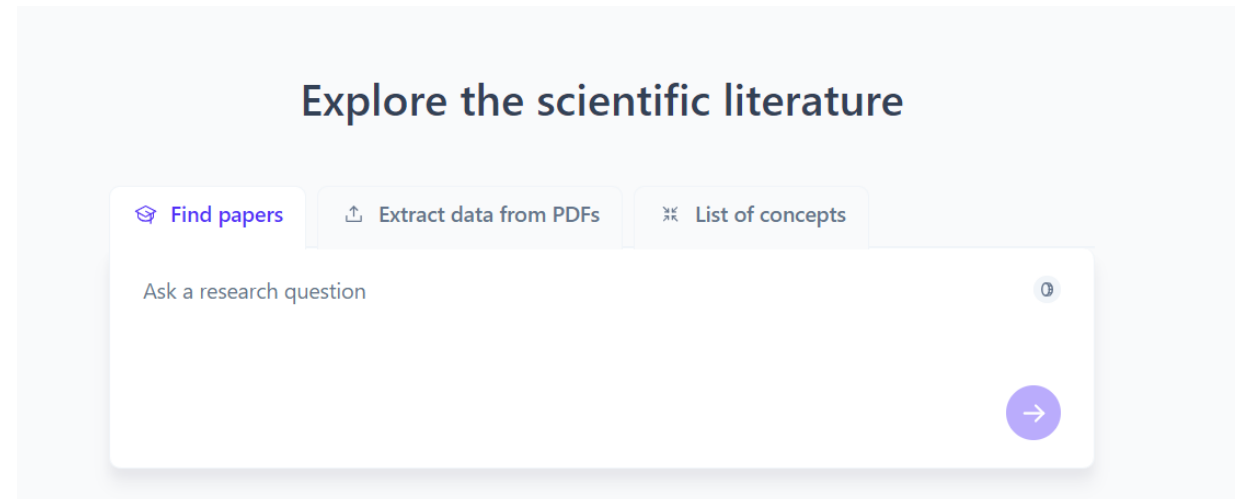 Explore the scientific literature
Find papers
Extract data from PDFs
List of concepts
Ask a research question